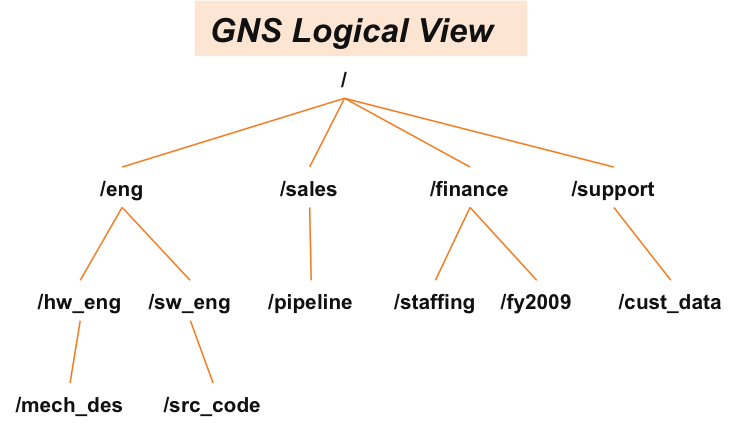 GNS Logical View
/
/eng
/sales
/finance
/support
/hw_eng
/sw_eng
/pipeline
/staffing
/fy2009
/cust_data
/mech_des
/src_code